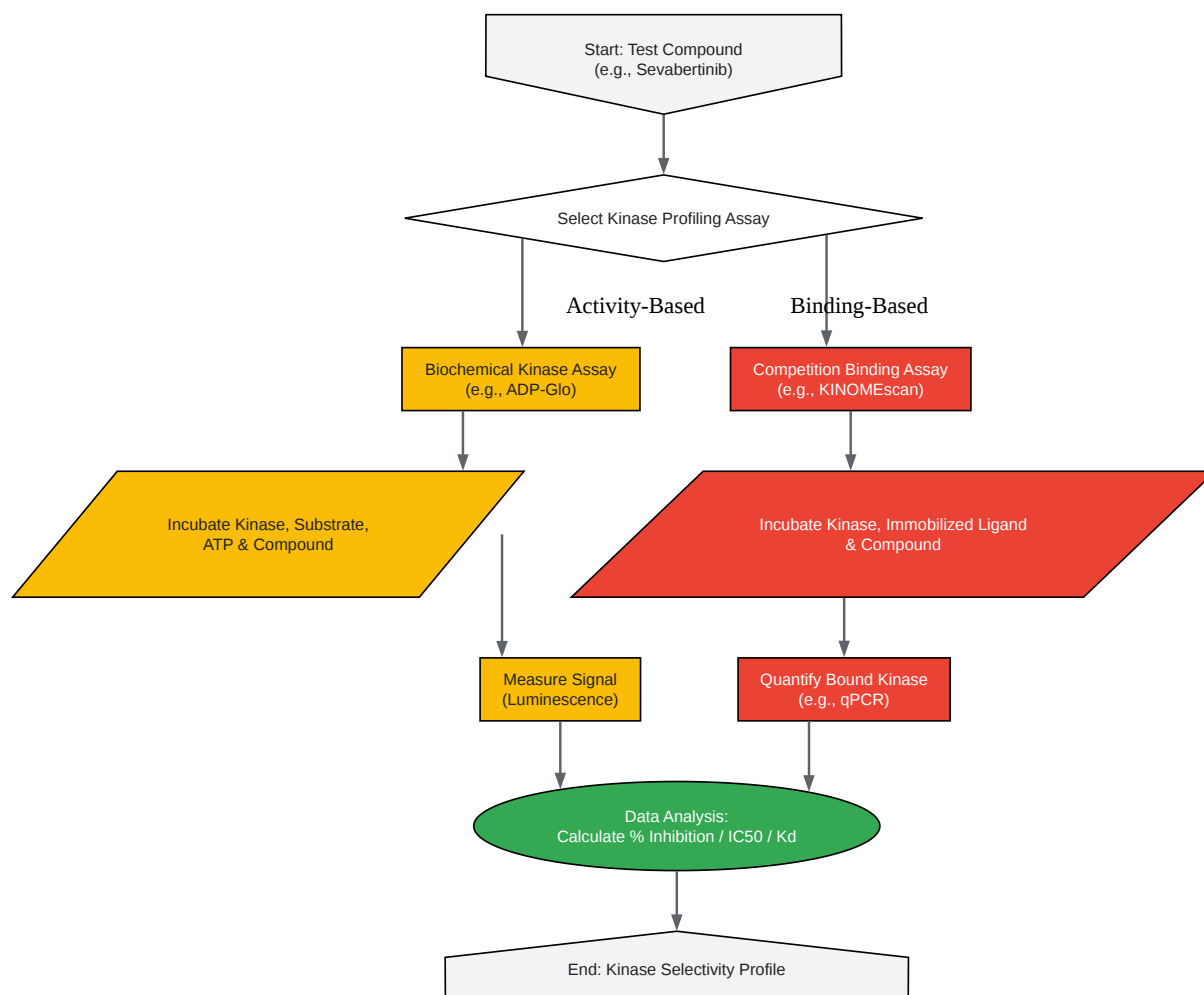 Start: Test Compound
(e.g., Sevabertinib)
Select Kinase Profiling Assay
Activity-Based
Binding-Based
Biochemical Kinase Assay
(e.g., ADP-Glo)
Competition Binding Assay
(e.g., KINOMEscan)
Incubate Kinase, Substrate,
ATP & Compound
Incubate Kinase, Immobilized Ligand
& Compound
Measure Signal
(Luminescence)
Quantify Bound Kinase
(e.g., qPCR)
Data Analysis:
Calculate % Inhibition / IC50 / Kd
End: Kinase Selectivity Profile